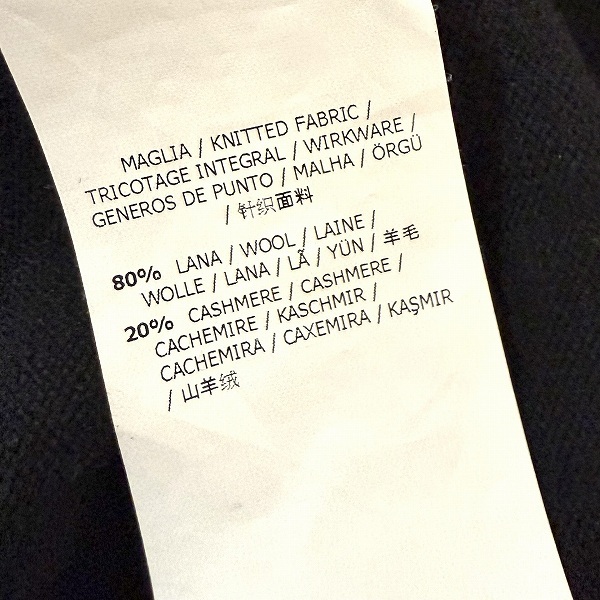 MAGLIA / KNITTED FABRIC /
TRICOTAGE INTEGRAL / WIRKWARE /
GENEROS DE PUNTO / MALHA / ÖRGÜ
/ 针织面料
80% LANA / WOOL / LAINE /
WOLLE / LANA / LÃ / YÜN / 羊毛
20% CASHMERE / CASHMERE /
CACHEMIRE / KASCHMIR /
CACHEMIRA / CAXEMIRA / KAŞMIR
/ 山羊绒